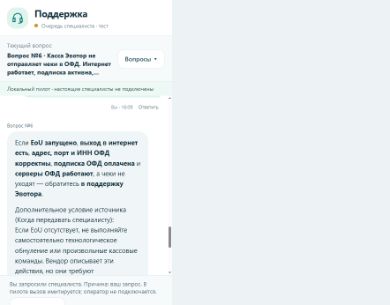 Поддержка
Очередь специалиста · тест
Текущий вопрос
Вопрос №6 · Касса Эвотор не
отправляет чеки в ОФД. Интернет
работает, подписка активна,...
Вопросы
Локальный пилот · настоящие специалисты не подключены
Вы · 16:09 Ответить
Вопрос №6
Если EoU запущено, выход в интернет
есть, адрес, порт и ИНН ОФД
корректны, подписка ОФД оплачена и
серверы ОФД работают, а чеки не
уходят — обратитесь в поддержку
Эвотора.
Дополнительное условие источника
(Когда передавать специалисту):
Если EoU отсутствует, не выполняйте
самостоятельно технологическое
обнуление или произвольные кассовые
команды. Вендор описывает эти
действия, но они требуют
Вы запросили специалиста. Причина: ваш запрос. В
пилоте вызов имитируется: оператор не подключается.